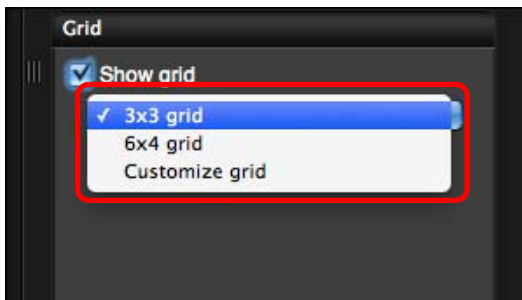 Grid
Show grid
✓ 3x3 grid
6x4 grid
Customize grid